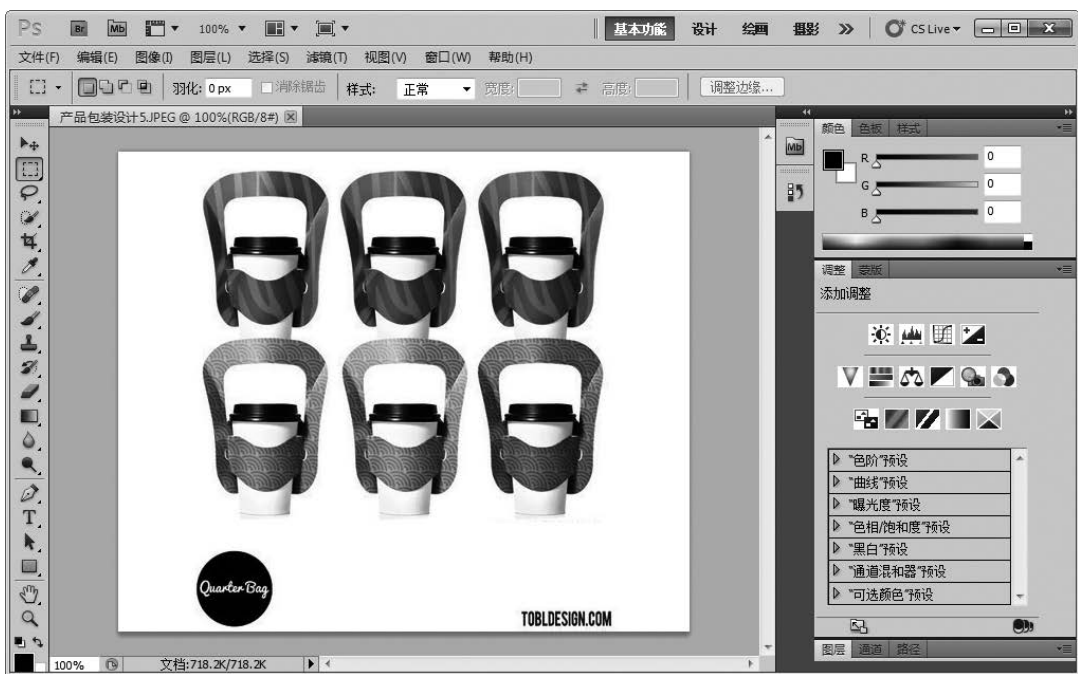 Ps Br Mb 100% 基本功能 设计 绘画 摄影 CS Live
文件(F) 编辑(E) 图像(I) 图层(L) 选择(S) 滤镜(T) 视图(V) 窗口(W) 帮助(H)
羽化: 0 px 消除锯齿 样式: 正常 宽度: 高度: 调整边缘...
产品包装设计5.JPEG @ 100%(RGB/8#)
Mb
颜色 色板 样式
R 0
G 0
B 0
调整 蒙版
添加调整
"色阶"预设
"曲线"预设
"曝光度"预设
"色相/饱和度"预设
"黑白"预设
"通道混和器"预设
"可选颜色"预设
图层 通道 路径
Quarter Bag
TOBLDESIGN.COM
100% 文档:718.2K/718.2K